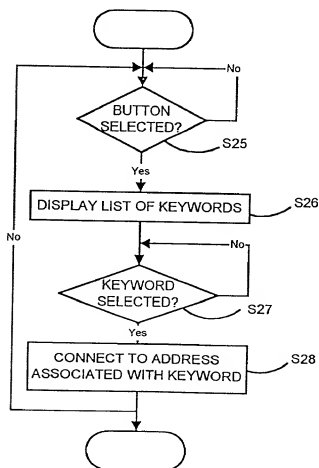 No
BUTTON
SELECTED?
S25
Yes
DISPLAY LIST OF KEYWORDS
S26
No
No
KEYWORD
SELECTED?
S27
Yes
CONNECT TO ADDRESS
ASSOCIATED WITH KEYWORD
S28